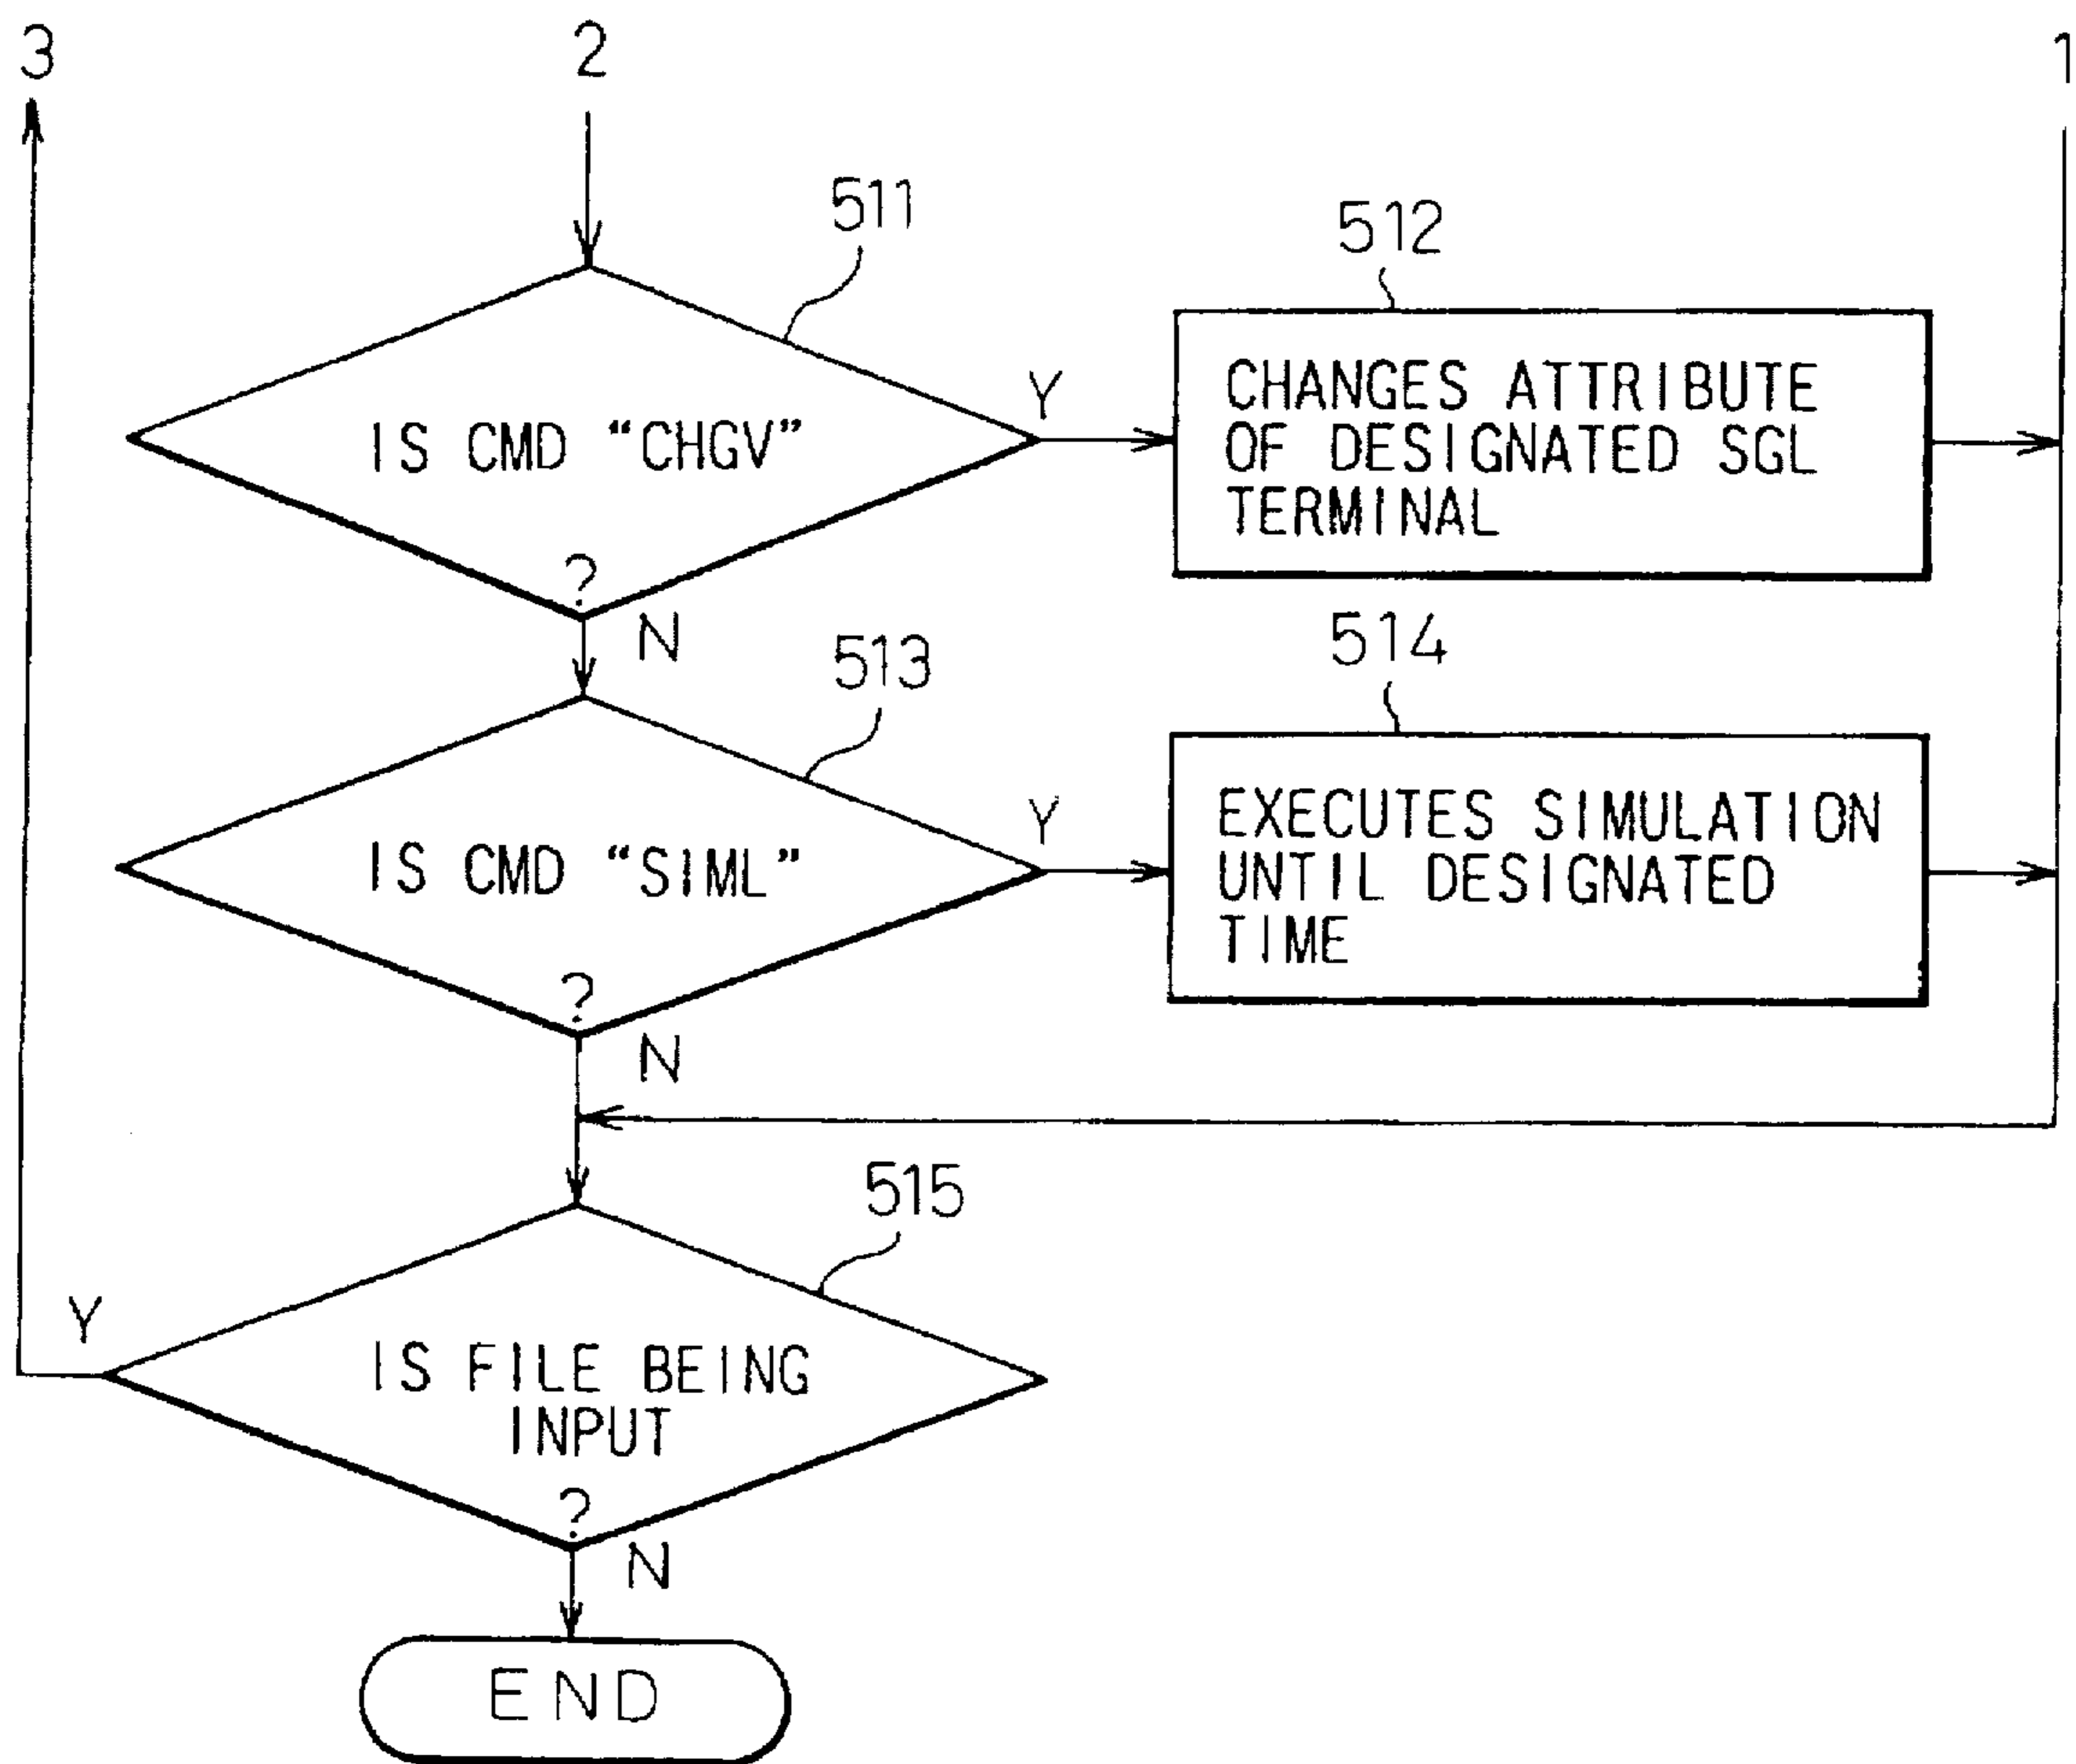 3
2
1
511
512
IS CMD “CHGV”
?
Y
N
CHANGES ATTRIBUTE
OF DESIGNATED SGL
TERMINAL
513
514
IS CMD “SIML”
?
Y
N
EXECUTES SIMULATION
UNTIL DESIGNATED
TIME
515
Y
IS FILE BEING
INPUT
?
N
END